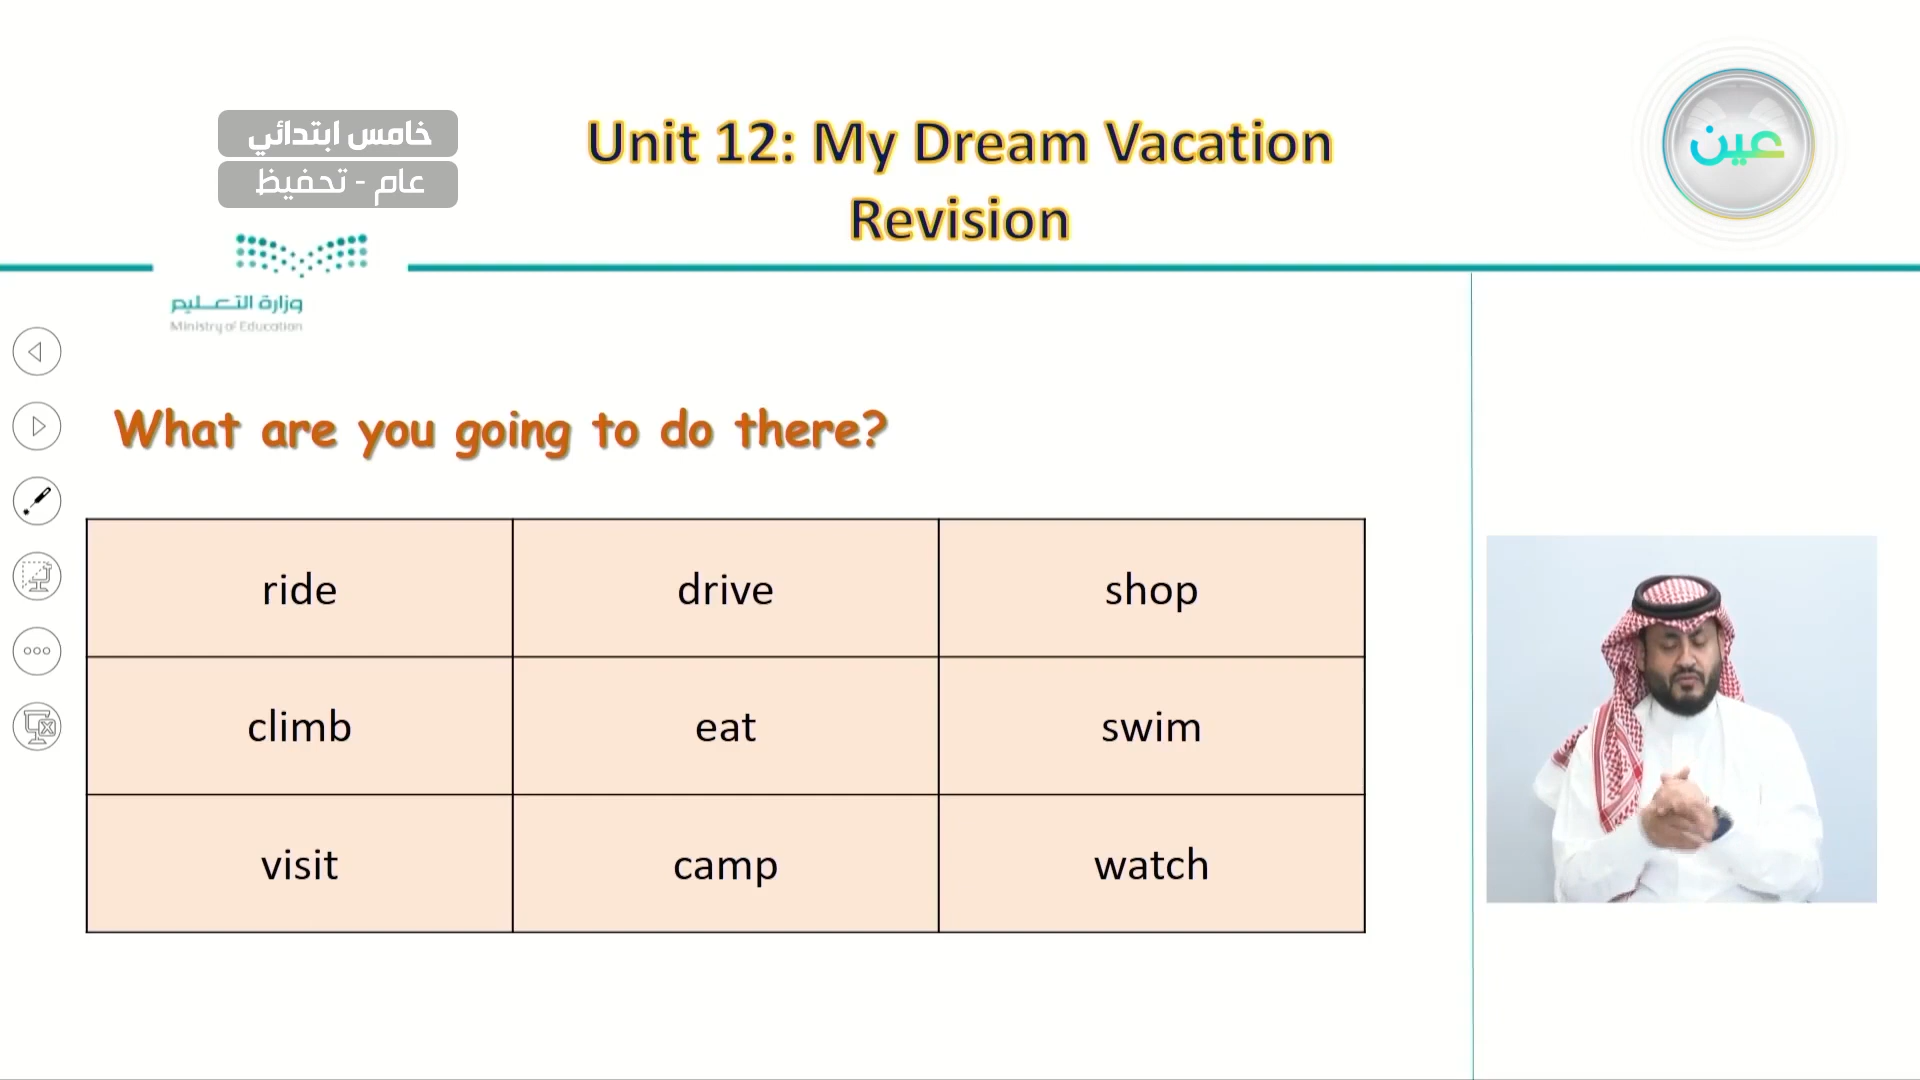 خامس ابتدائي
عام - تحفيظ
Unit 12: My Dream Vacation
Revision
عين
وزارة التعليم
Ministry of Education
What are you going to do there?
ride drive shop
climb eat swim
visit camp watch